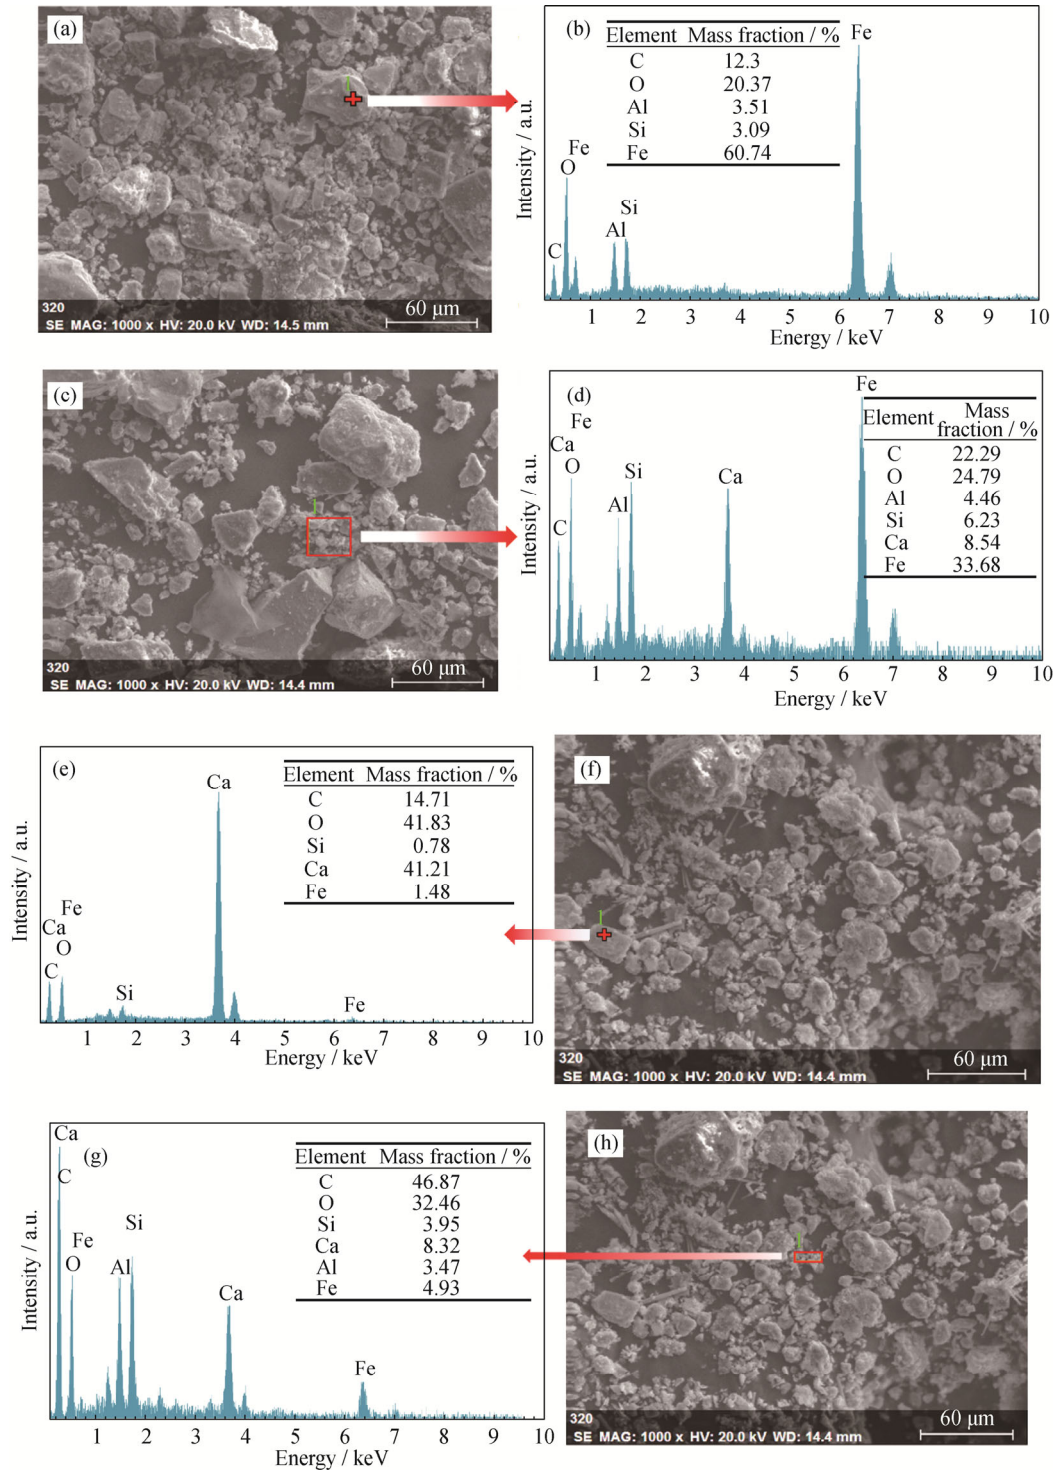 (a)
1
320
SE MAG: 1000 x HV: 20.0 kV WD: 14.5 mm
60 μm
(b)
Element Mass fraction / %
C 12.3
O 20.37
Al 3.51
Si 3.09
Fe 60.74
Fe
Fe
O
Si
Al
C
Intensity / a.u.
1 2 3 4 5 6 7 8 9 10
Energy / keV
(c)
1
320
SE MAG: 1000 x HV: 20.0 kV WD: 14.4 mm
60 μm
(d)
Fe
Element Mass
fraction / %
C 22.29
O 24.79
Al 4.46
Si 6.23
Ca 8.54
Fe 33.68
Fe
Ca
O
Si
Ca
Al
C
Intensity / a.u.
1 2 3 4 5 6 7 8 9 10
Energy / keV
(e)
Element Mass fraction / %
C 14.71
O 41.83
Si 0.78
Ca 41.21
Fe 1.48
Ca
Fe
Ca
O
C
Si
Fe
Intensity / a.u.
1 2 3 4 5 6 7 8 9 10
Energy / keV
(f)
1
320
SE MAG: 1000 x HV: 20.0 kV WD: 14.4 mm
60 μm
(g)
Element Mass fraction / %
C 46.87
O 32.46
Si 3.95
Ca 8.32
Al 3.47
Fe 4.93
Ca
C
Si
Fe
O
Al
Ca
Fe
Intensity / a.u.
1 2 3 4 5 6 7 8 9 10
Energy / keV
(h)
1
320
SE MAG: 1000 x HV: 20.0 kV WD: 14.4 mm
60 μm